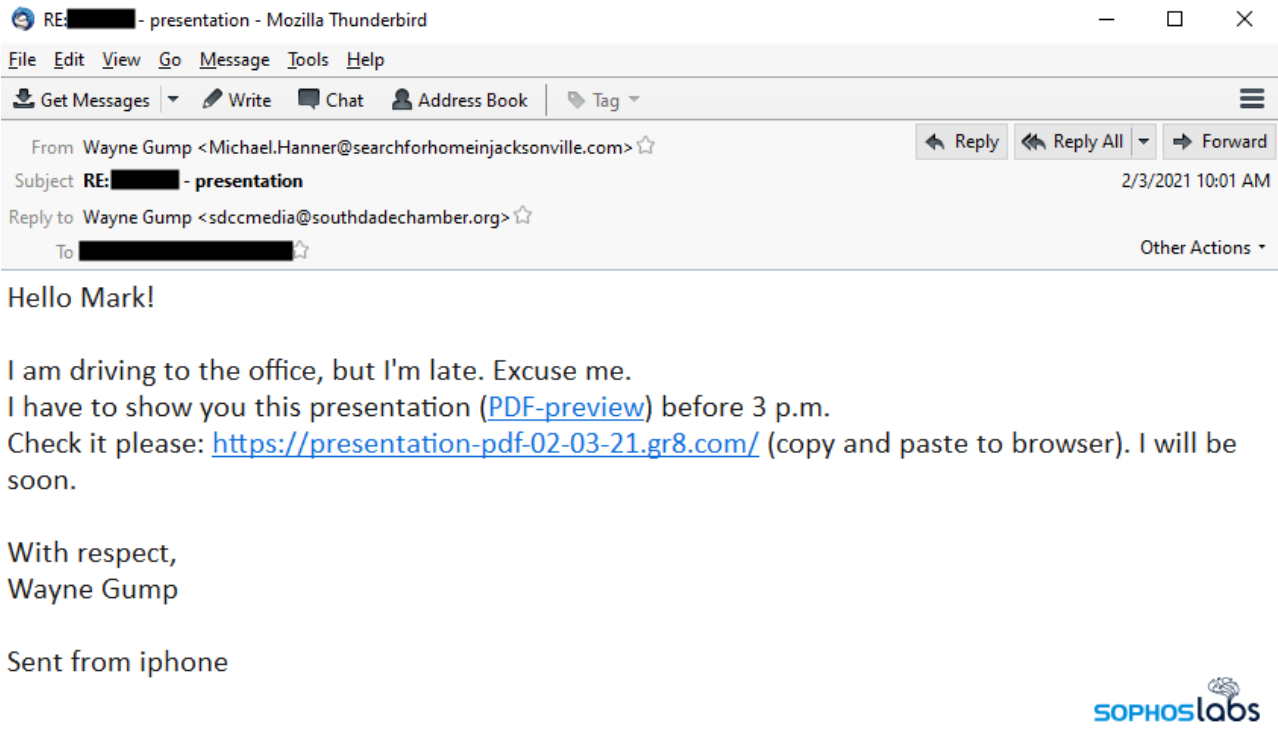 RE: - presentation - Mozilla Thunderbird
File Edit View Go Message Tools Help
Get Messages Write Chat Address Book Tag
From Wayne Gump <Michael.Hanner@searchforhomeinjacksonville.com> Reply Reply All Forward
Subject RE: - presentation 2/3/2021 10:01 AM
Reply to Wayne Gump <sdccmedia@southdadechamber.org>
To Other Actions
Hello Mark!
I am driving to the office, but I'm late. Excuse me.
I have to show you this presentation (PDF-preview) before 3 p.m.
Check it please: https://presentation-pdf-02-03-21.gr8.com/ (copy and paste to browser). I will be
soon.
With respect,
Wayne Gump
Sent from iphone
SOPHOSlabs